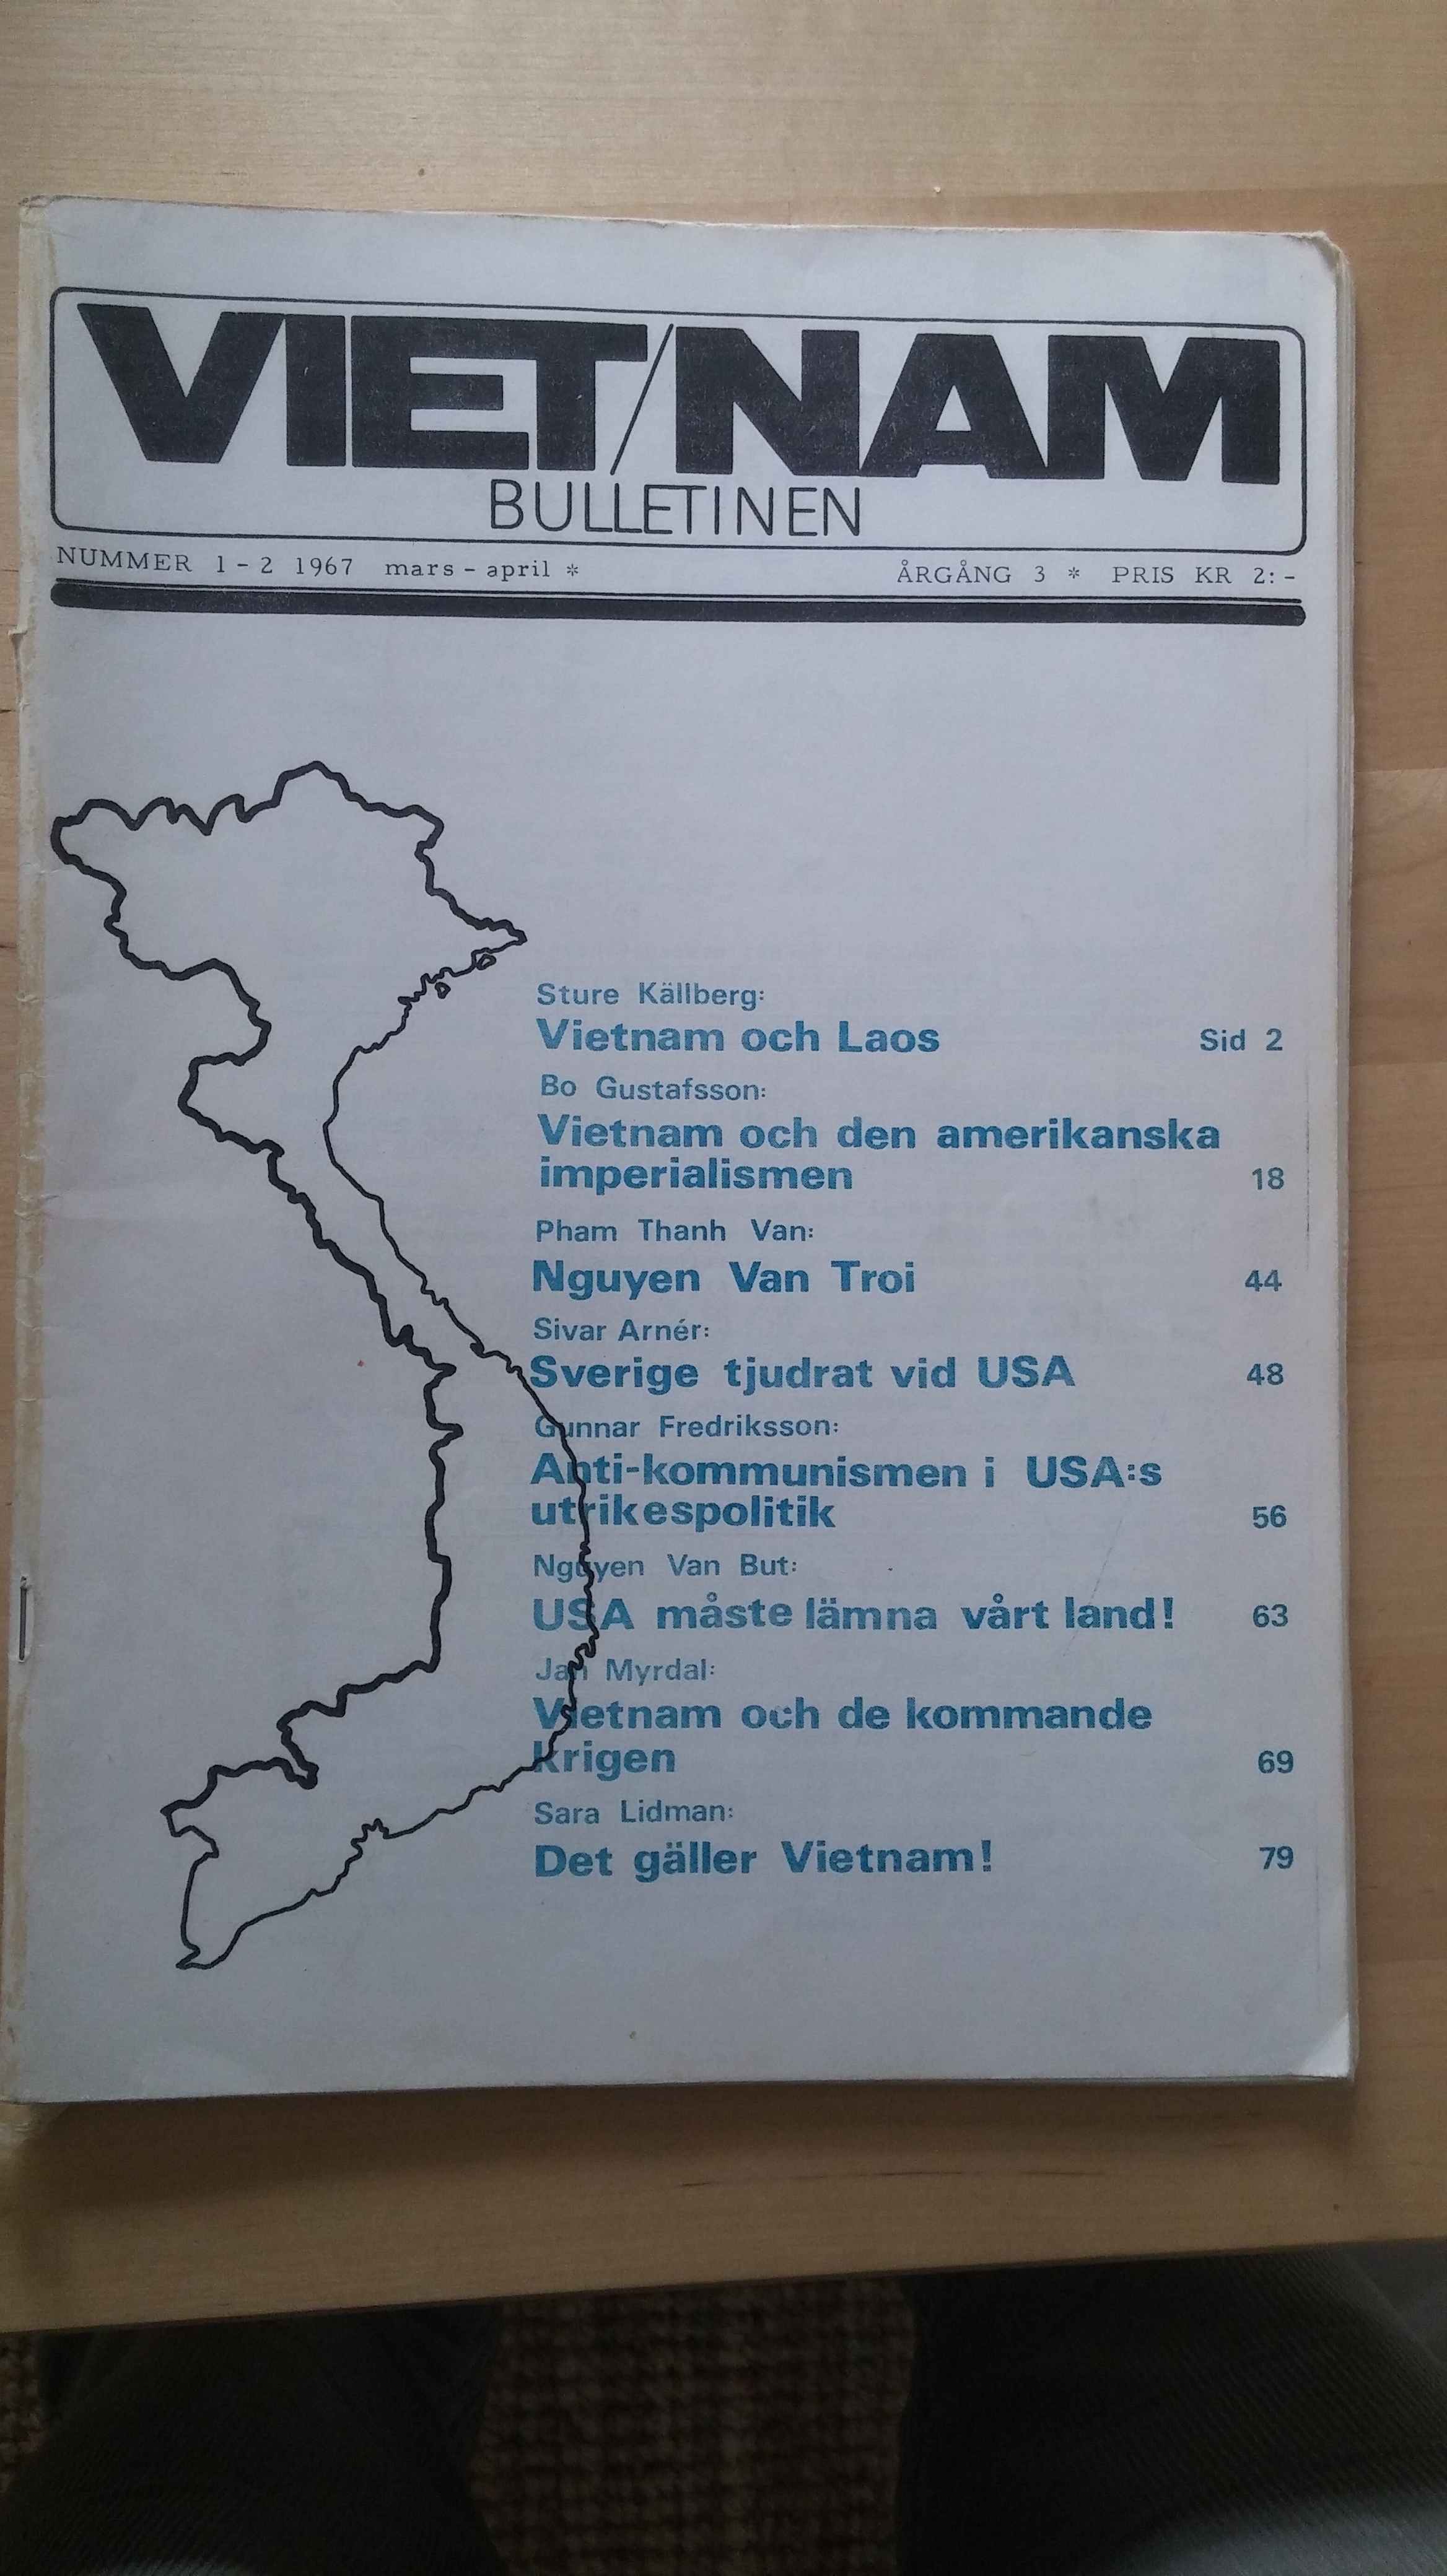 VIET/NAM
BULLETINEN
NUMMER 1-2 1967 mars-april * ÅRGÅNG 3 * PRIS KR 2:-
Sture Källberg:
Vietnam och Laos Sid 2
Bo Gustafsson:
Vietnam och den amerikanska
imperialismen 18
Pham Thanh Van:
Nguyen Van Troi 44
Sivar Arnér:
Sverige tjudrat vid USA 48
Gunnar Fredriksson:
Anti-kommunismen i USA:s
utrikespolitik 56
Nguyen Van But:
USA måste lämna vårt land! 63
Jan Myrdal:
Vietnam och de kommande
krigen 69
Sara Lidman:
Det gäller Vietnam! 79